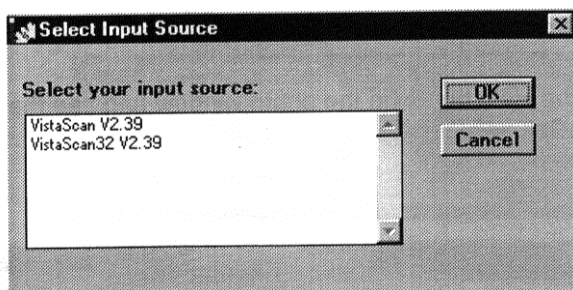 Select Input Source
Select your input source:
OK
VistaScan V2.39
VistaScan32 V2.39
Cancel